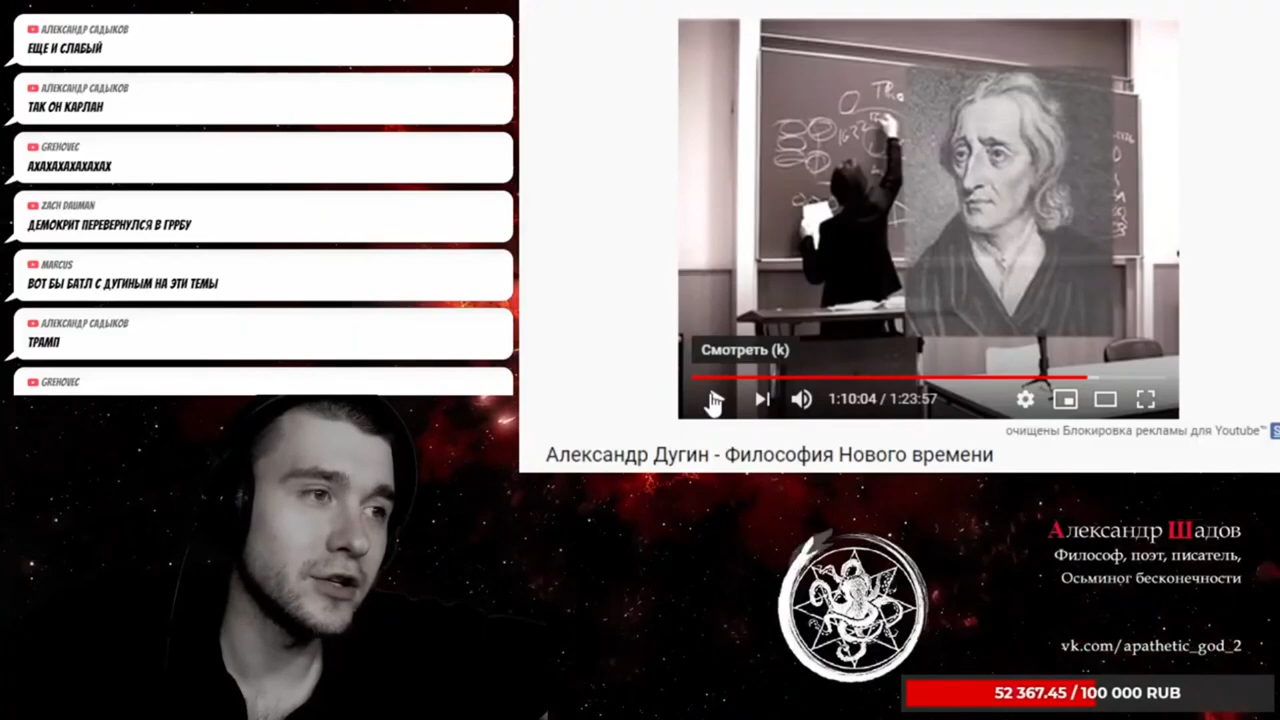 АЛЕКСАНДР САДЫКОВ
ЕЩЕ И СЛАБЫЙ
АЛЕКСАНДР САДЫКОВ
ТАК ОН КАРЛАН
GREHOVEC
АХАХАХАХАХАХАХ
ZACH DAUMAN
ДЕМОКРИТ ПЕРЕВЕРНУЛСЯ В ГРРБУ
MARCUS
ВОТ БЫ БАТЛ С ДУГИНЫМ НА ЭТИ ТЕМЫ
АЛЕКСАНДР САДЫКОВ
ТРАМП
GREHOVEC
Смотреть (k)
1:10:04 / 1:23:57
очищены Блокировка рекламы для Youtube™
Александр Дугин - Философия Нового времени
Александр Шадов
Философ, поэт, писатель,
Осьминог бесконечности
vk.com/apathetic_god_2
52 367.45 / 100 000 RUB